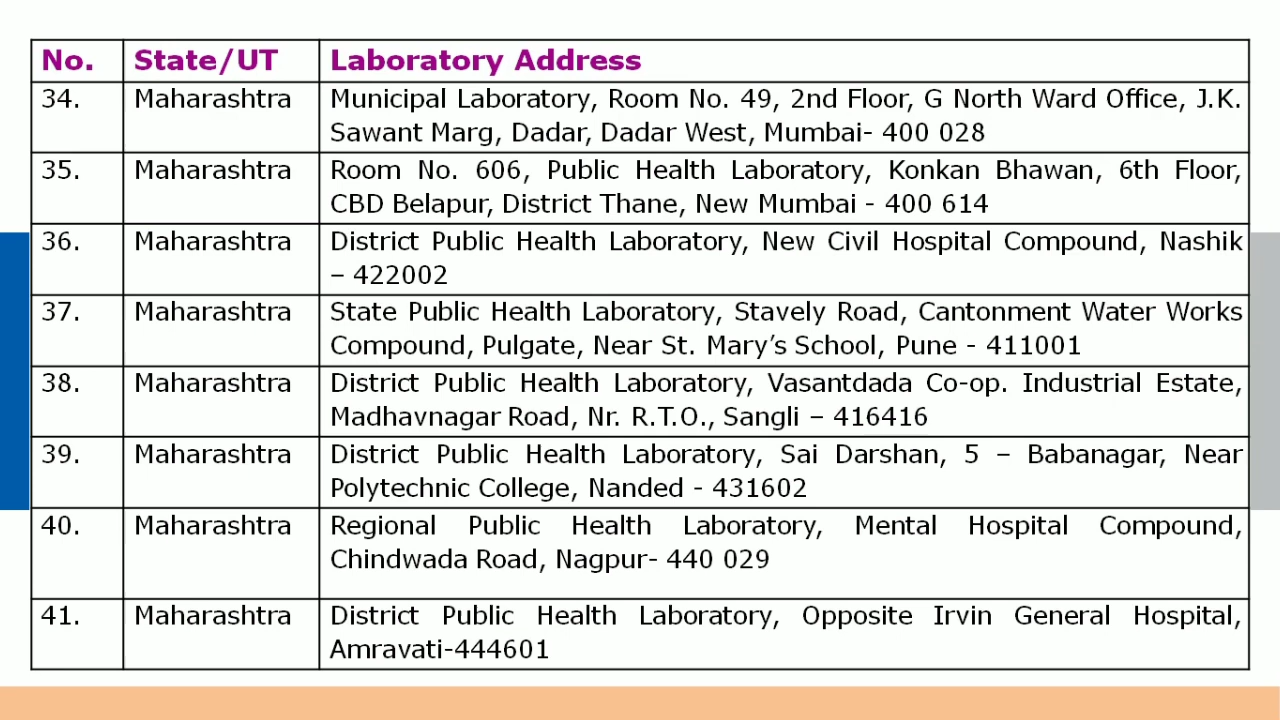 No. State/UT Laboratory Address
34. Maharashtra Municipal Laboratory, Room No. 49, 2nd Floor, G North Ward Office, J.K.
Sawant Marg, Dadar, Dadar West, Mumbai- 400 028
35. Maharashtra Room No. 606, Public Health Laboratory, Konkan Bhawan, 6th Floor,
CBD Belapur, District Thane, New Mumbai - 400 614
36. Maharashtra District Public Health Laboratory, New Civil Hospital Compound, Nashik
– 422002
37. Maharashtra State Public Health Laboratory, Stavely Road, Cantonment Water Works
Compound, Pulgate, Near St. Mary’s School, Pune - 411001
38. Maharashtra District Public Health Laboratory, Vasantdada Co-op. Industrial Estate,
Madhavnagar Road, Nr. R.T.O., Sangli – 416416
39. Maharashtra District Public Health Laboratory, Sai Darshan, 5 – Babanagar, Near
Polytechnic College, Nanded - 431602
40. Maharashtra Regional Public Health Laboratory, Mental Hospital Compound,
Chindwada Road, Nagpur- 440 029
41. Maharashtra District Public Health Laboratory, Opposite Irvin General Hospital,
Amravati-444601